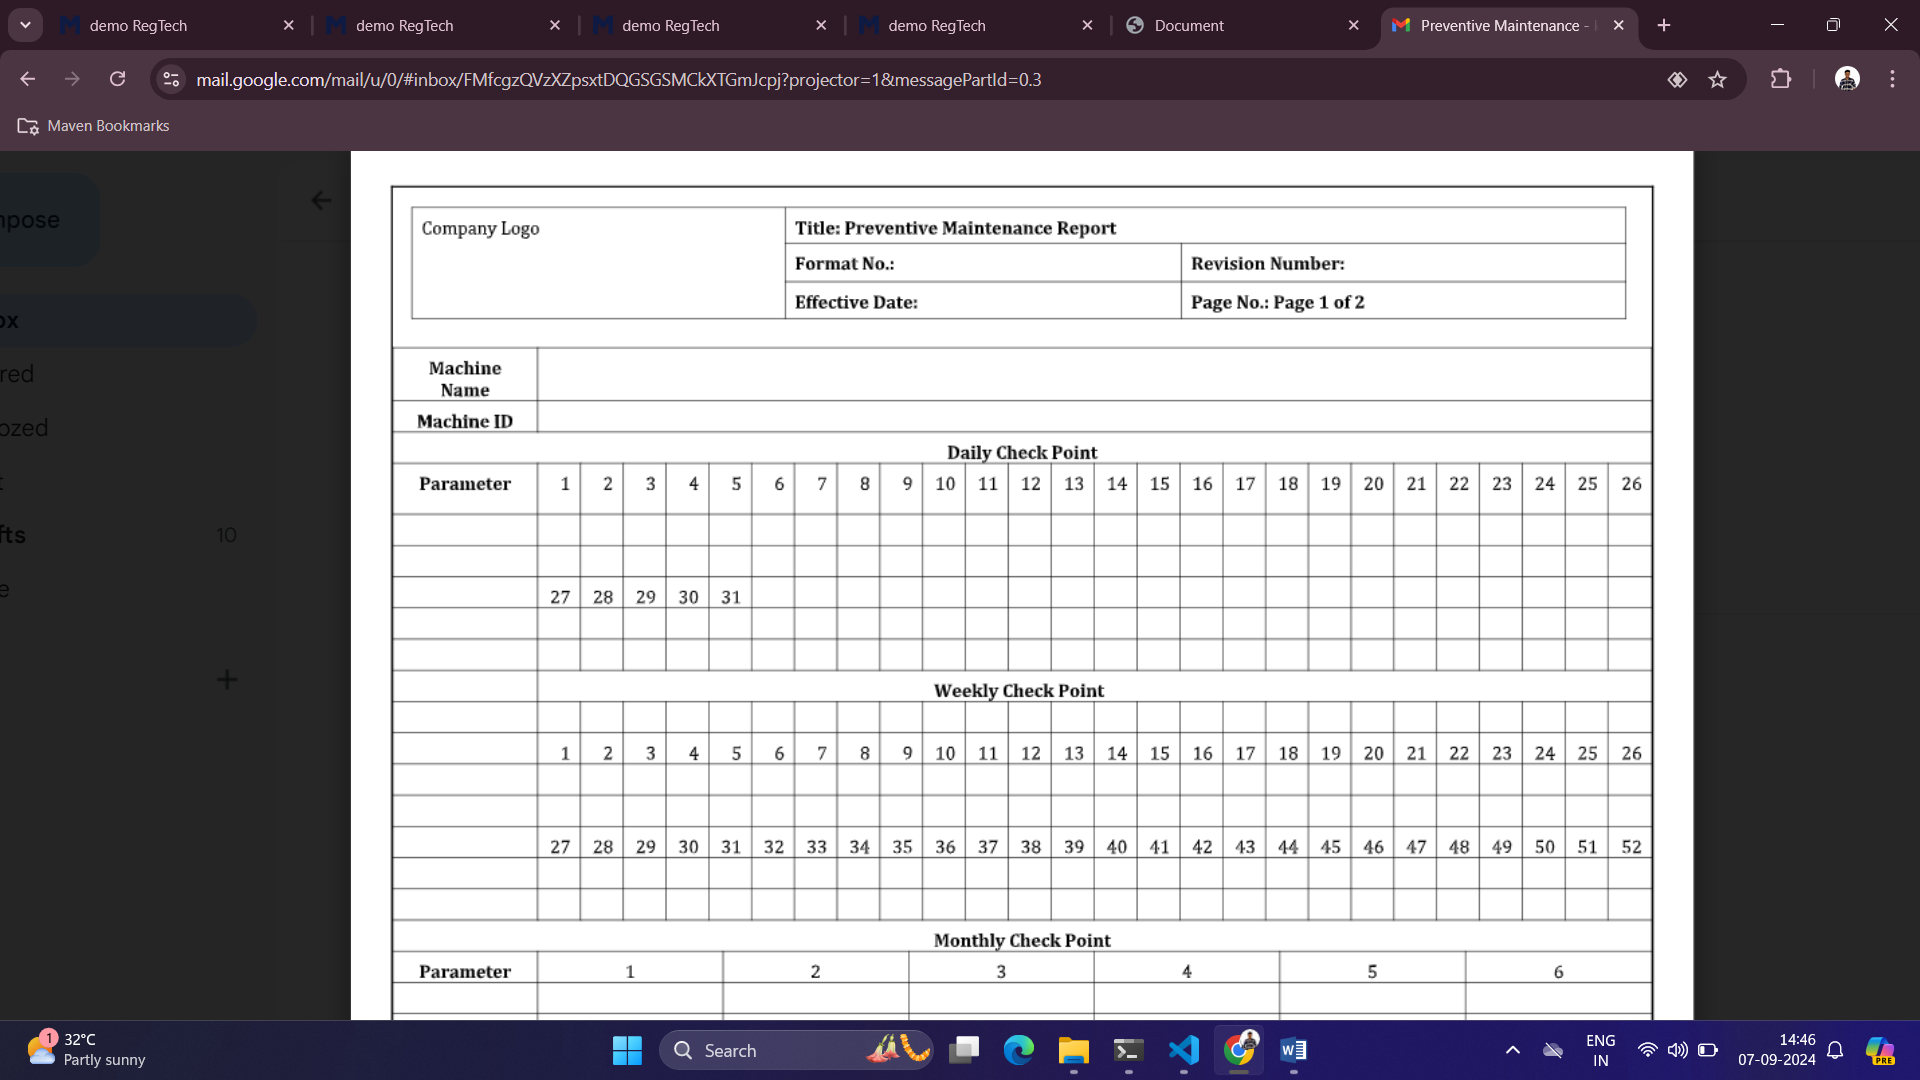 demo RegTech
demo RegTech
demo RegTech
demo RegTech
Document
Preventive Maintenance -
mail.google.com/mail/u/0/#inbox/FMfcgzQVzXZpsxtDQGSGSMCkXTGmJcpj?projector=1&messagePartId=0.3
Maven Bookmarks
Company Logo
Title: Preventive Maintenance Report
Format No.:
Revision Number:
Effective Date:
Page No.: Page 1 of 2
Machine
Name
Machine ID
Daily Check Point
Parameter 1 2 3 4 5 6 7 8 9 10 11 12 13 14 15 16 17 18 19 20 21 22 23 24 25 26
27 28 29 30 31
Weekly Check Point
1 2 3 4 5 6 7 8 9 10 11 12 13 14 15 16 17 18 19 20 21 22 23 24 25 26
27 28 29 30 31 32 33 34 35 36 37 38 39 40 41 42 43 44 45 46 47 48 49 50 51 52
Monthly Check Point
Parameter 1 2 3 4 5 6
10
1
32°C
Partly sunny
Search
ENG
IN
14:46
07-09-2024
PRE